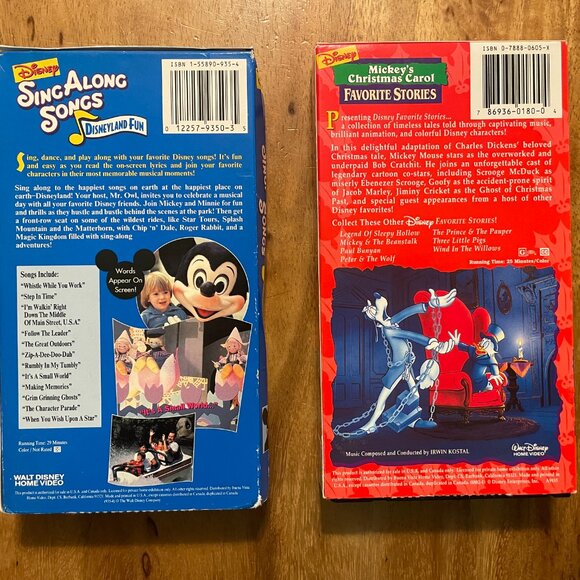 Disney
SING ALONG
SONGS
DISNEYLAND FUN
ISBN 1-55890-935-4
0 12257-9350-3 5
Sing, dance, and play along with your favorite Disney songs! It's fun
and easy as you read the on-screen lyrics and join your favorite
characters in their most memorable musical moments!
Sing along to the happiest songs on earth at the happiest place on
earth–Disneyland! Your host, Mr. Owl, invites you to celebrate a musical
day with all your favorite Disney friends. Join Mickey and Minnie for fun
and thrills as they hustle and bustle behind the scenes at the park! Then get
a front-row seat on some of the wildest rides, like Star Tours, Splash
Mountain and the Matterhorn, with Chip 'n' Dale, Roger Rabbit, and a
Magic Kingdom filled with sing-along
adventures!
Songs Include:
"Whistle While You Work"
"Step In Time"
"I'm Walkin' Right
Down The Middle
Of Main Street, U.S.A."
"Follow The Leader"
"The Great Outdoors"
"Zip-A-Dee-Doo-Dah"
"Rumbly In My Tumbly"
"It's A Small World"
"Making Memories"
"Grim Grinning Ghosts"
"The Character Parade"
"When You Wish Upon A Star"
Words
Appear On
Screen!
It's a Small World...
Running Time: 29 Minutes
Color / Not Rated
WALT DISNEY
HOME VIDEO
Disney
Mickey's
Christmas Carol
FAVORITE STORIES
ISBN 0-7888-0605-X
7 86936-0180-0 4
Presenting Disney Favorite Stories...
a collection of timeless tales told through captivating music,
brilliant animation, and colorful Disney characters!
In this delightful adaptation of Charles Dickens' beloved
Christmas tale, Mickey Mouse stars as the overworked and
underpaid Bob Cratchit. He joins an unforgettable cast of
legendary cartoon co-stars, including Scrooge McDuck as
miserly Ebenezer Scrooge, Goofy as the accident-prone spirit
of Jacob Marley, Jiminy Cricket as the Ghost of Christmas
Past, and special guest appearances from a host of other
Disney favorites!
Collect These Other Disney FAVORITE STORIES!
Legend Of Sleepy Hollow
Mickey & The Beanstalk
Paul Bunyan
Peter & The Wolf
The Prince & The Pauper
Three Little Pigs
Wind In The Willows
Running Time: 25 Minutes/Color
Music Composed and Conducted by IRWIN KOSTAL
Walt Disney
HOME VIDEO